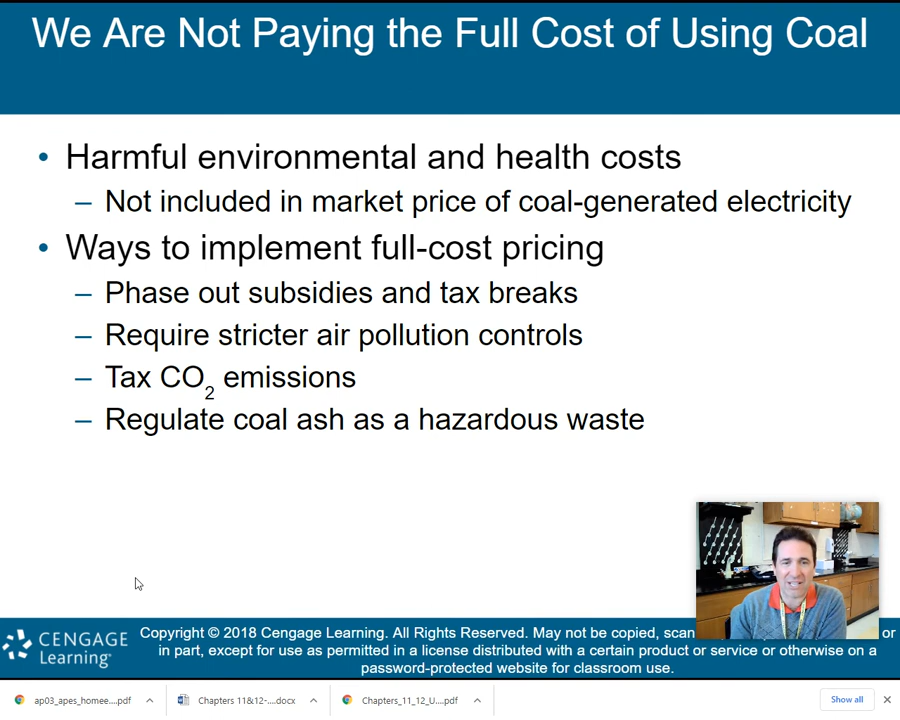 We Are Not Paying the Full Cost of Using Coal
• Harmful environmental and health costs
– Not included in market price of coal-generated electricity
• Ways to implement full-cost pricing
– Phase out subsidies and tax breaks
– Require stricter air pollution controls
– Tax CO₂ emissions
– Regulate coal ash as a hazardous waste
CENGAGE
Learning
Copyright © 2018 Cengage Learning. All Rights Reserved. May not be copied, scan or
in part, except for use as permitted in a license distributed with a certain product or service or otherwise on a
password-protected website for classroom use.
ap03_apes_homee....pdf
Chapters 11&12-....docx
Chapters_11_12_U....pdf
Show all